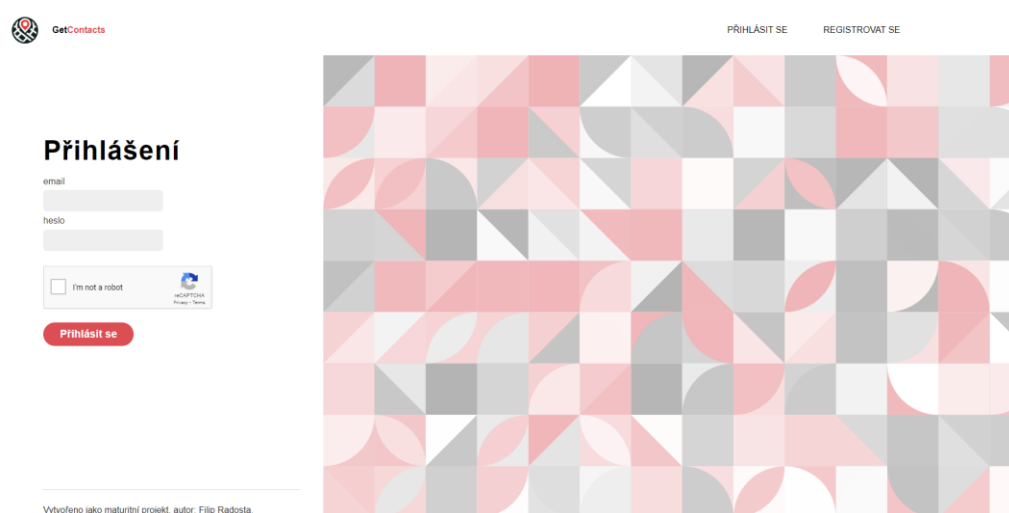 GetContacts
PŘIHLÁSIT SE
REGISTROVAT SE
Přihlášení
email
heslo
I'm not a robot
reCAPTCHA
Privacy - Terms
Přihlásit se
Vytvořeno jako maturitní projekt, autor: Filip Radosta.